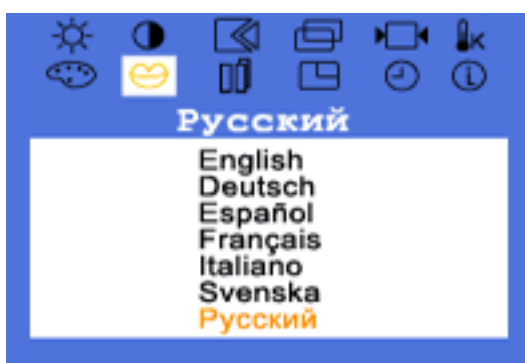 K
i
Русский
English
Deutsch
Español
Français
Italiano
Svenska
Русский